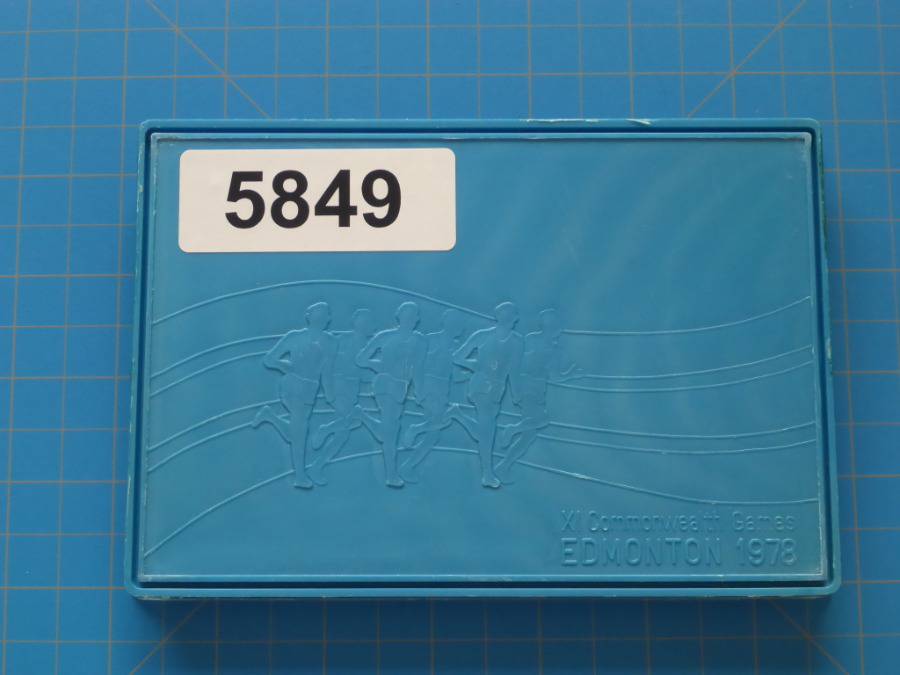 5849
XI Commonwealth Games
EDMONTON 1978